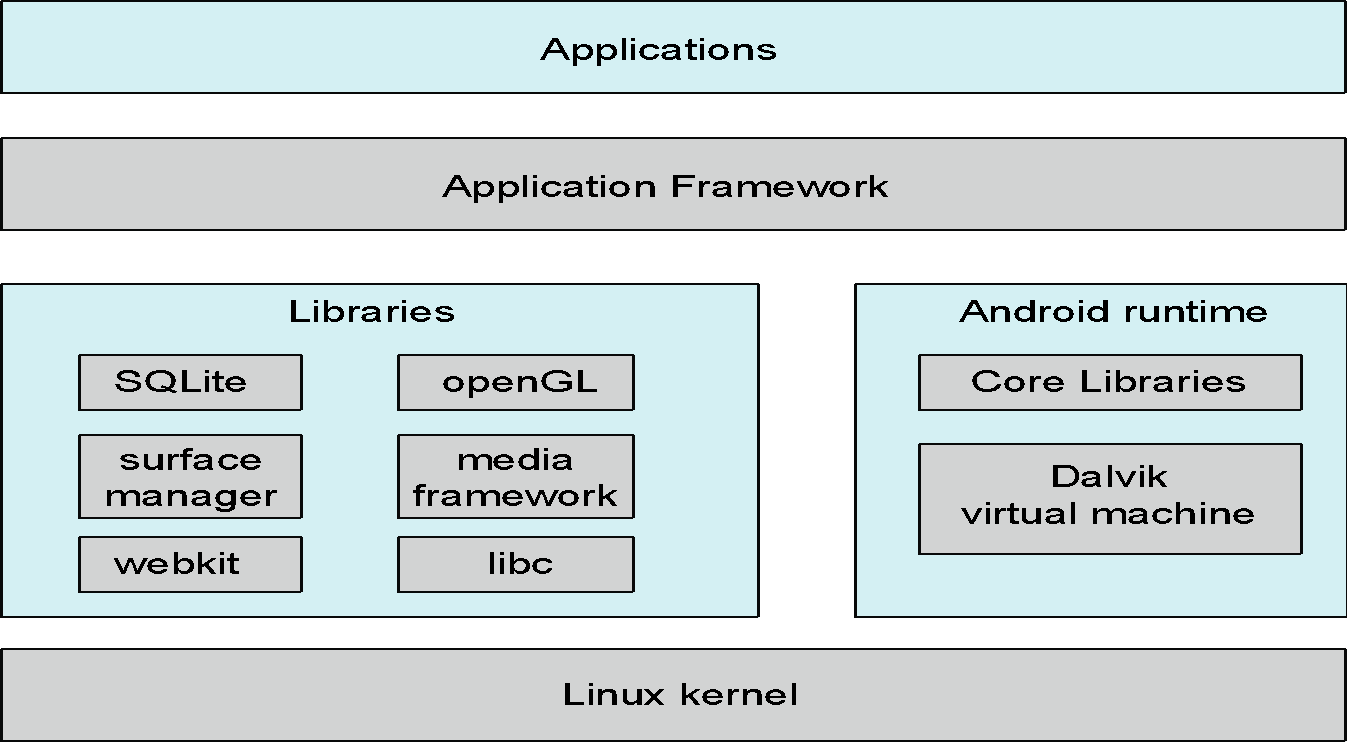 Applications
Application Framework
Libraries
SQLite
openGL
surface
manager
media
framework
webkit
libc
Android runtime
Core Libraries
Dalvik
virtual machine
Linux kernel